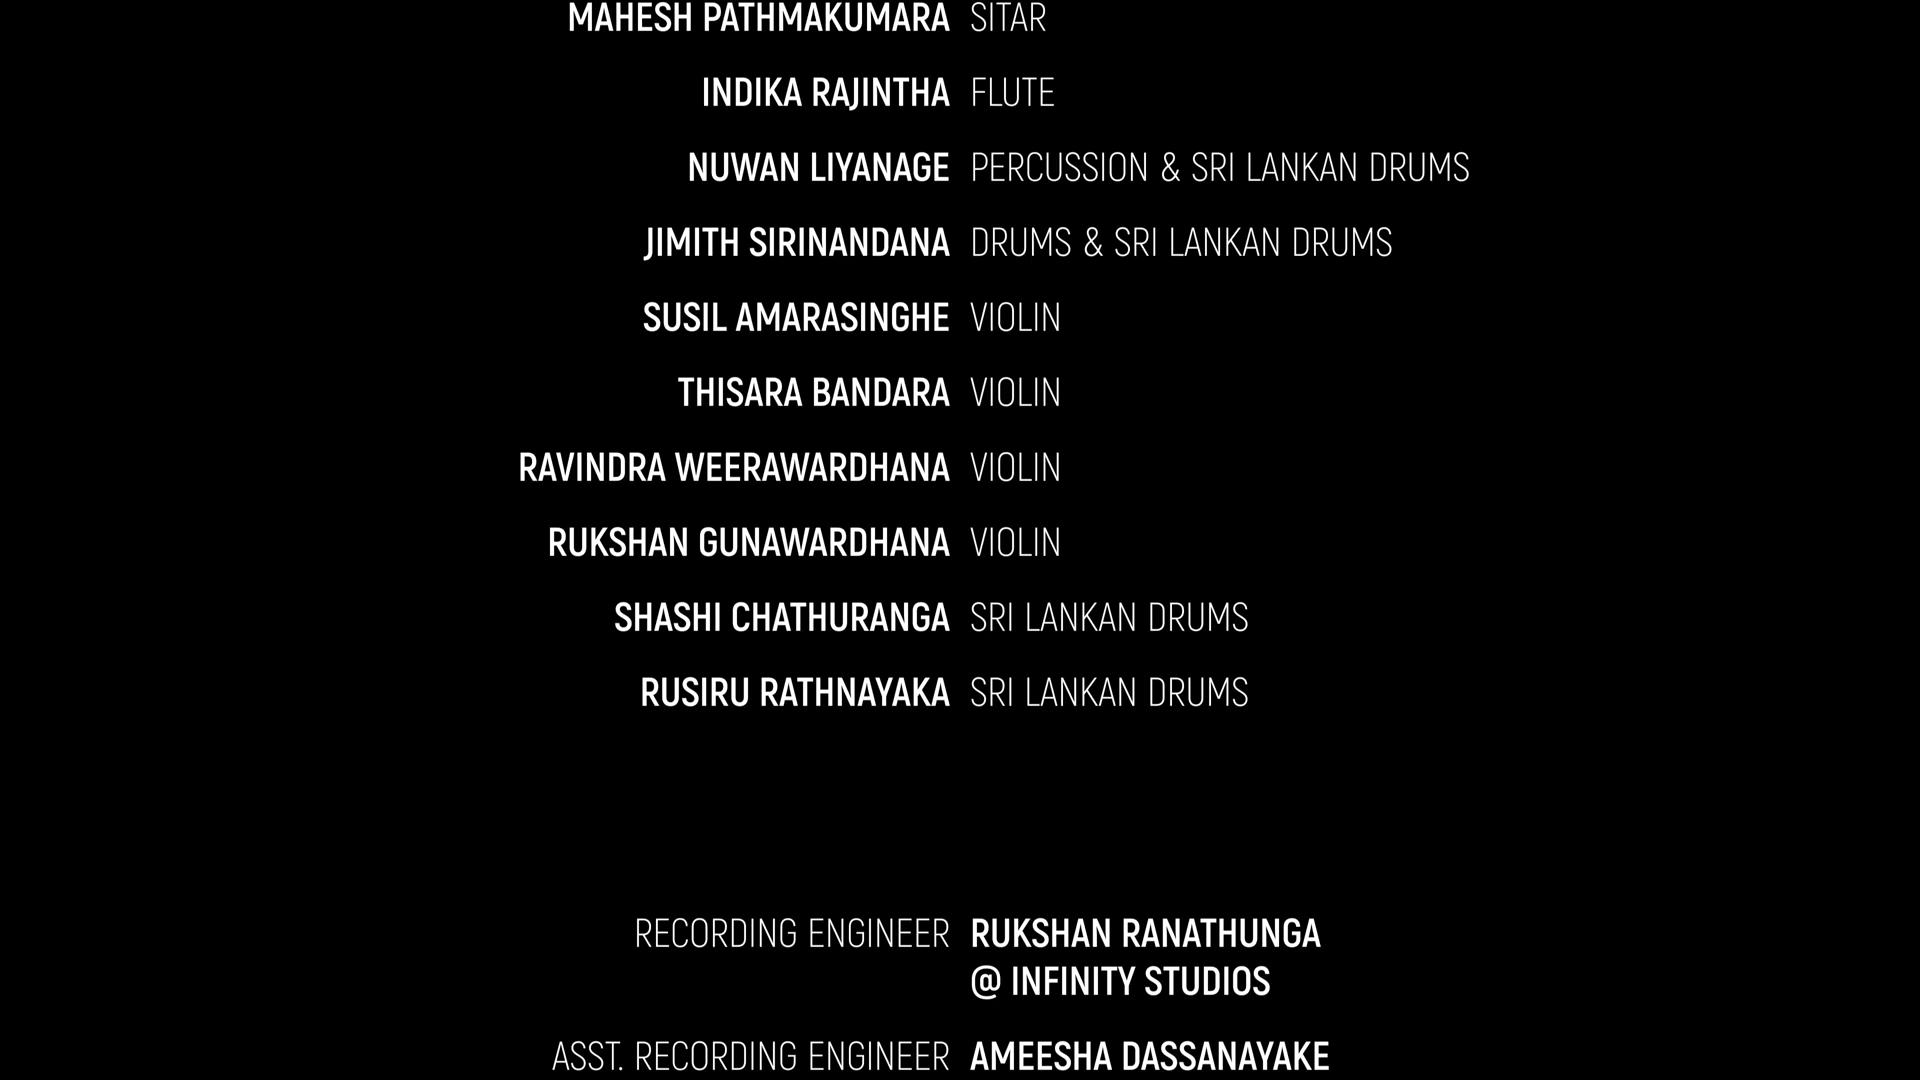 MAHESH PATHMAKUMARA SITAR
INDIKA RAJINTHA FLUTE
NUWAN LIYANAGE PERCUSSION & SRI LANKAN DRUMS
JIMITH SIRINANDANA DRUMS & SRI LANKAN DRUMS
SUSIL AMARASINGHE VIOLIN
THISARA BANDARA VIOLIN
RAVINDRA WEERAWARDHANA VIOLIN
RUKSHAN GUNAWARDHANA VIOLIN
SHASHI CHATHURANGA SRI LANKAN DRUMS
RUSIRU RATHNAYAKA SRI LANKAN DRUMS
RECORDING ENGINEER RUKSHAN RANATHUNGA
@ INFINITY STUDIOS
ASST. RECORDING ENGINEER AMEESHA DASSANAYAKE